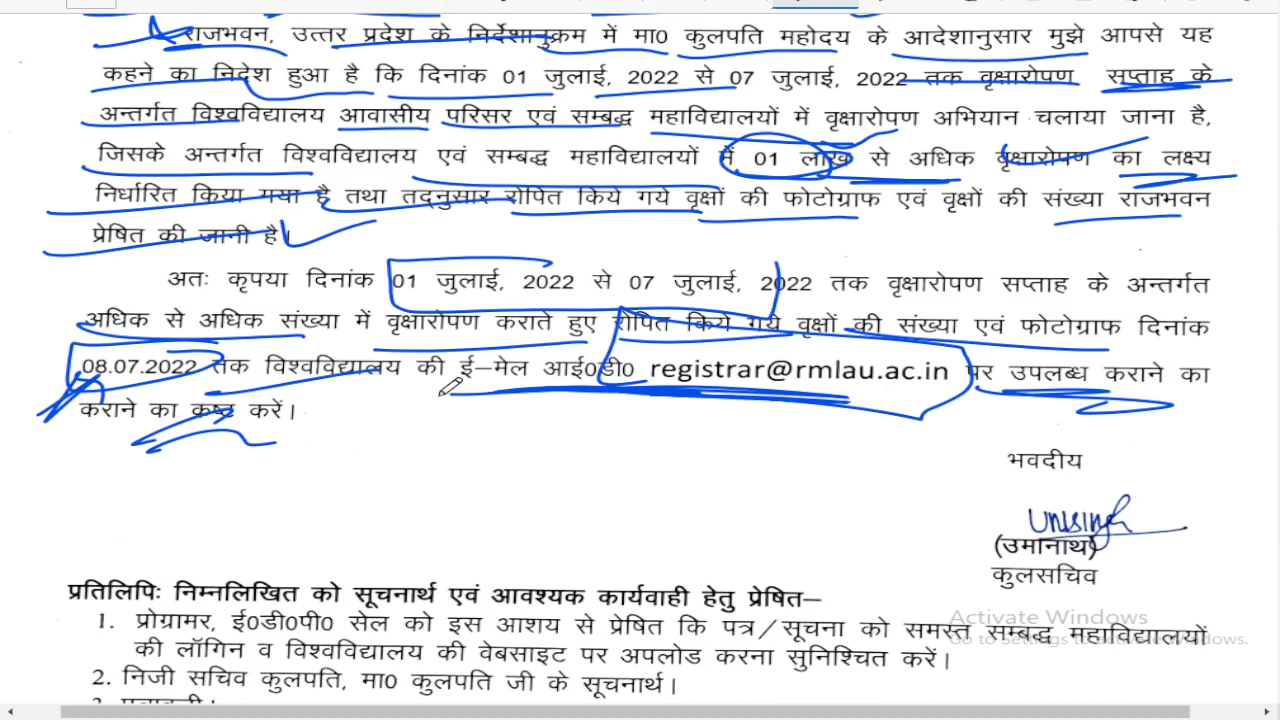 राजभवन, उत्तर प्रदेश के निर्देशानुक्रम में मा0 कुलपति महोदय के आदेशानुसार मुझे आपसे यह
कहने का निदेश हुआ है कि दिनांक 01 जुलाई, 2022 से 07 जुलाई, 2022 तक वृक्षारोपण सप्ताह के
अन्तर्गत विश्वविद्यालय आवासीय परिसर एवं सम्बद्ध महाविद्यालयों में वृक्षारोपण अभियान चलाया जाना है,
जिसके अन्तर्गत विश्वविद्यालय एवं सम्बद्ध महाविद्यालयों में 01 लाख से अधिक वृक्षारोपण का लक्ष्य
निर्धारित किया गया है तथा तद्नुसार रोपित किये गये वृक्षों की फोटोग्राफ एवं वृक्षों की संख्या राजभवन
प्रेषित की जानी है।
अतः कृपया दिनांक 01 जुलाई, 2022 से 07 जुलाई, 2022 तक वृक्षारोपण सप्ताह के अन्तर्गत
अधिक से अधिक संख्या में वृक्षारोपण कराते हुए रोपित किये गये वृक्षों की संख्या एवं फोटोग्राफ दिनांक
08.07.2022 तक विश्वविद्यालय की ई–मेल आई0डी0 registrar@rmlau.ac.in पर उपलब्ध कराने का
कराने का कष्ट करें।
भवदीय
(उमानाथ)
कुलसचिव
प्रतिलिपिः निम्नलिखित को सूचनार्थ एवं आवश्यक कार्यवाही हेतु प्रेषित–
1. प्रोग्रामर, ई0डी0पी0 सेल को इस आशय से प्रेषित कि पत्र/सूचना को समस्त सम्बद्ध महाविद्यालयों
की लॉगिन व विश्वविद्यालय की वेबसाइट पर अपलोड करना सुनिश्चित करें।
2. निजी सचिव कुलपति, मा0 कुलपति जी के सूचनार्थ।
Activate Windows